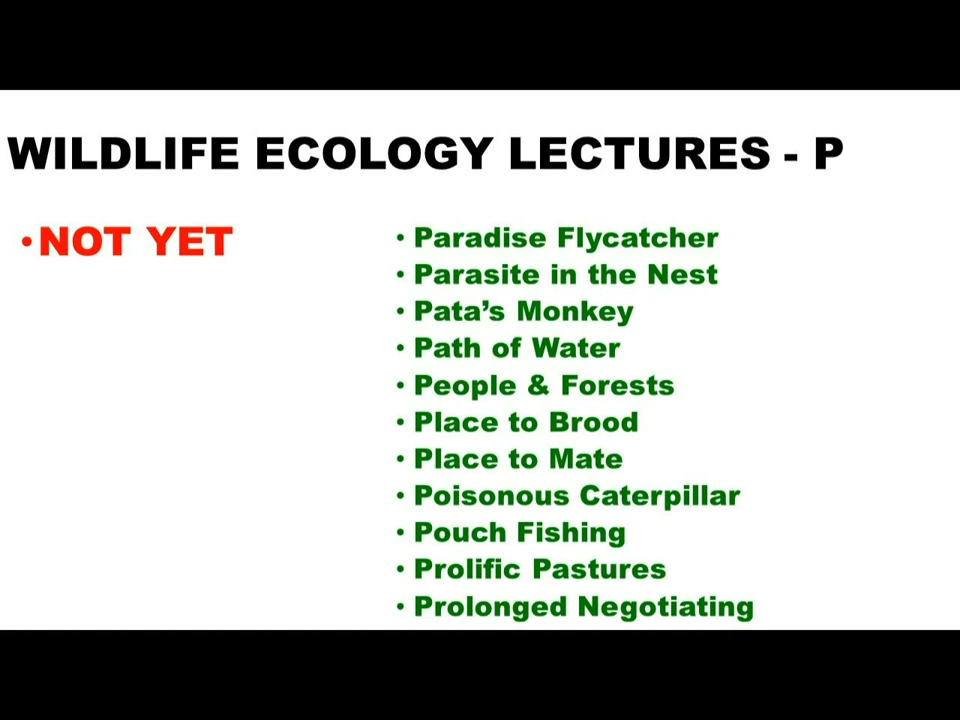 WILDLIFE ECOLOGY LECTURES - P
•NOT YET
• Paradise Flycatcher
• Parasite in the Nest
• Pata’s Monkey
• Path of Water
• People & Forests
• Place to Brood
• Place to Mate
• Poisonous Caterpillar
• Pouch Fishing
• Prolific Pastures
• Prolonged Negotiating